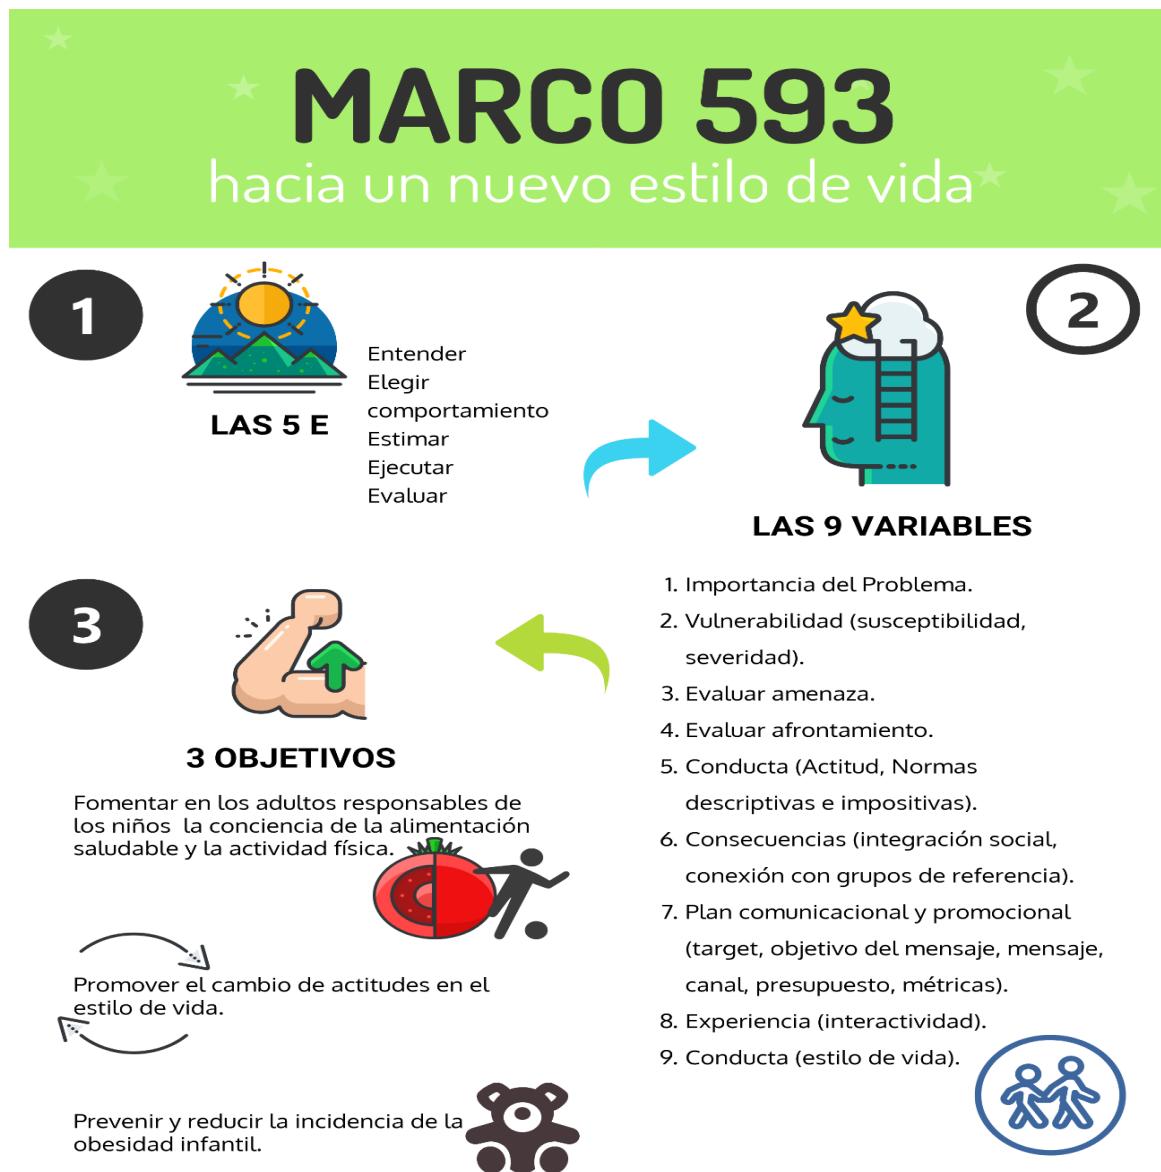 MARCO 593
hacia un nuevo estilo de vida
1
LAS 5 E
Entender
Elegir
comportamiento
Estimar
Ejecutar
Evaluar
2
LAS 9 VARIABLES
1. Importancia del Problema.
2. Vulnerabilidad (susceptibilidad,
severidad).
3. Evaluar amenaza.
4. Evaluar afrontamiento.
5. Conducta (Actitud, Normas
descriptivas e impositivas).
6. Consecuencias (integración social,
conexión con grupos de referencia).
7. Plan comunicacional y promocional
(target, objetivo del mensaje, mensaje,
canal, presupuesto, métricas).
8. Experiencia (interactividad).
9. Conducta (estilo de vida).
3
3 OBJETIVOS
Fomentar en los adultos responsables de
los niños la conciencia de la alimentación
saludable y la actividad física.
Promover el cambio de actitudes en el
estilo de vida.
Prevenir y reducir la incidencia de la
obesidad infantil.